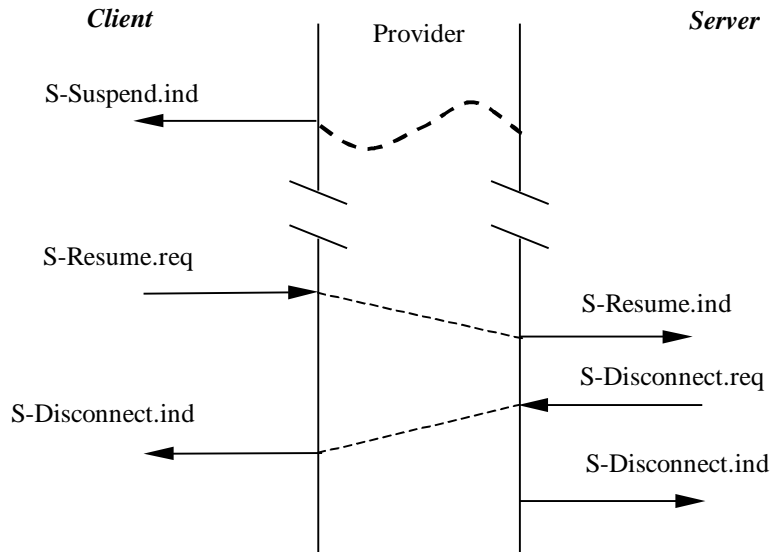 Client
Provider
Server
S-Suspend.ind
S-Resume.req
S-Resume.ind
S-Disconnect.req
S-Disconnect.ind
S-Disconnect.ind